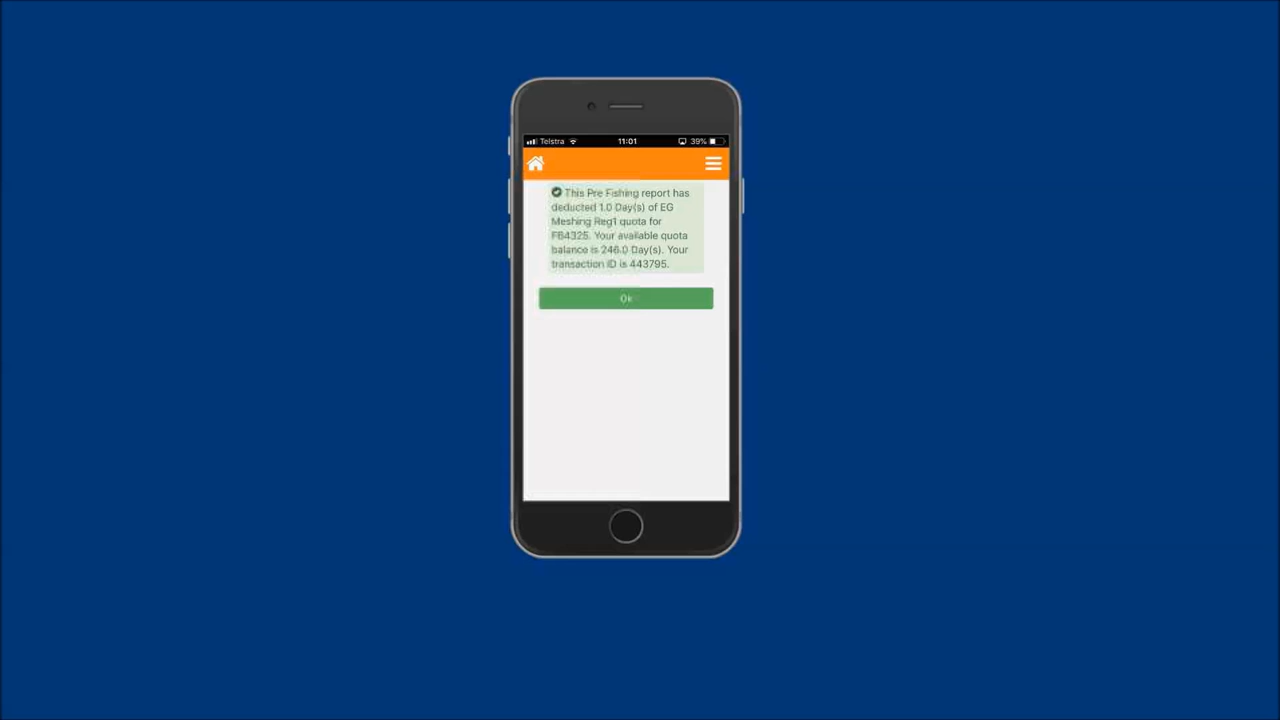 Telstra 11:01 39%
This Pre Fishing report has
deducted 1.0 Day(s) of EG
Meshing Reg1 quota for
FB4325. Your available quota
balance is 246.0 Day(s). Your
transaction ID is 443795.
Ok